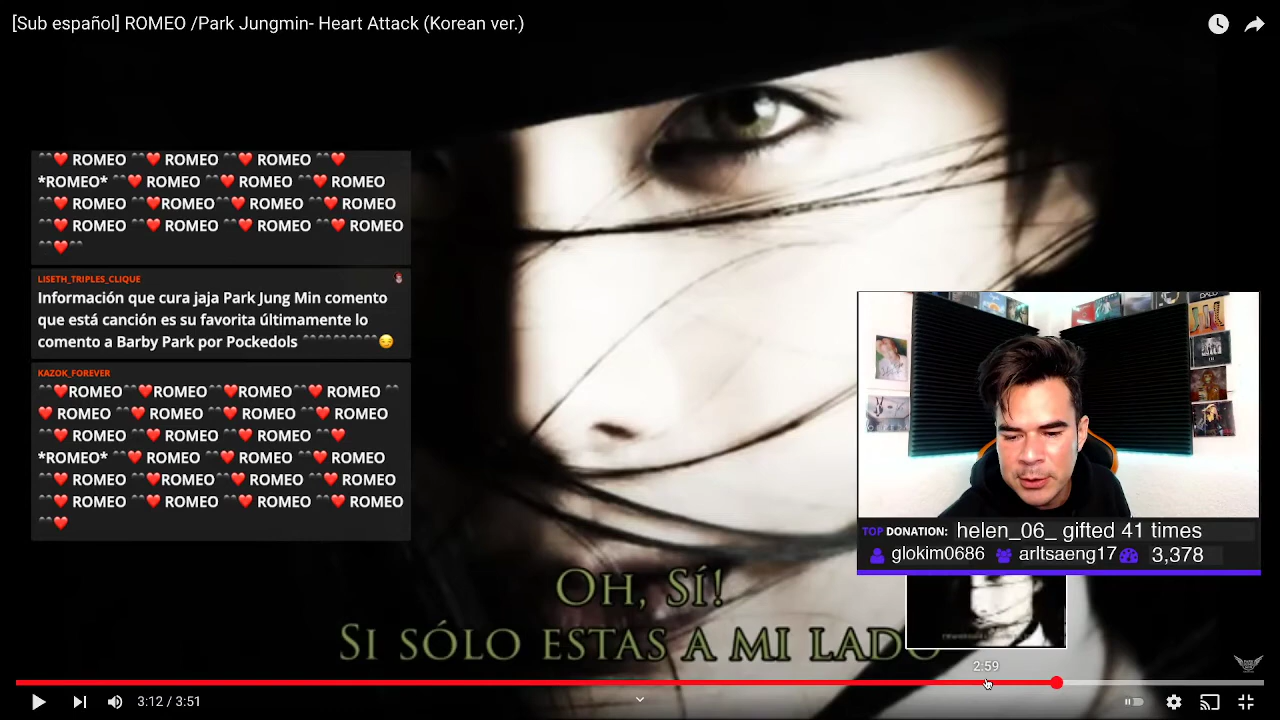 [Sub español] ROMEO /Park Jungmin- Heart Attack (Korean ver.)
❤️ ROMEO ❤️ ROMEO ❤️ ROMEO ❤️
*ROMEO* ❤️ ROMEO ❤️ ROMEO ❤️ ROMEO
❤️ ROMEO ❤️ROMEO ❤️ ROMEO ❤️ ROMEO
❤️ ROMEO ❤️ ROMEO ❤️ ROMEO ❤️ ROMEO
❤️
LISETH_TRIPLES_CLIQUE
Información que cura jaja Park Jung Min comento
que está canción es su favorita últimamente lo
comento a Barby Park por Pockedols 😏
KAZOK_FOREVER
❤️ROMEO ❤️ROMEO ❤️ROMEO ❤️ ROMEO
❤️ ROMEO ❤️ ROMEO ❤️ ROMEO ❤️ ROMEO
❤️ ROMEO ❤️ ROMEO ❤️ ROMEO ❤️
*ROMEO* ❤️ ROMEO ❤️ ROMEO ❤️ ROMEO
❤️ ROMEO ❤️ROMEO ❤️ ROMEO ❤️ ROMEO
❤️ ROMEO ❤️ ROMEO ❤️ ROMEO ❤️ ROMEO
❤️
TOP DONATION: helen_06_ gifted 41 times
glokim0686 arltsaeng17 3,378
OH, SÍ!
SI SÓLO ESTAS A MI LADO
2:59
3:12 / 3:51